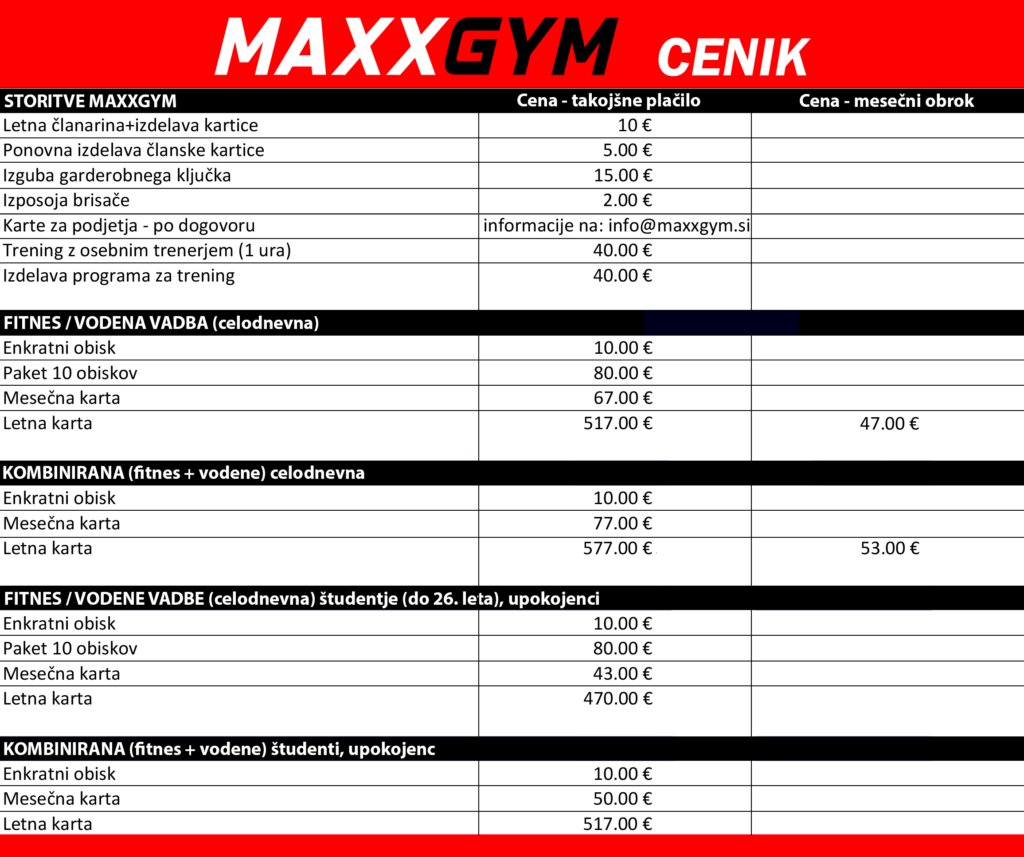 MAXXGYM CENIK
STORITVE MAXXGYM Cena - takojšne plačilo Cena - mesečni obrok
Letna članarina+izdelava kartice 10 €
Ponovna izdelava članske kartice 5.00 €
Izguba garderobnega ključka 15.00 €
Izposoja brisače 2.00 €
Karte za podjetja - po dogovoru informacije na: info@maxxgym.si
Trening z osebnim trenerjem (1 ura) 40.00 €
Izdelava programa za trening 40.00 €
FITNES / VODENA VADBA (celodnevna)
Enkratni obisk 10.00 €
Paket 10 obiskov 80.00 €
Mesečna karta 67.00 €
Letna karta 517.00 € 47.00 €
KOMBINIRANA (fitnes + vodene) celodnevna
Enkratni obisk 10.00 €
Mesečna karta 77.00 €
Letna karta 577.00 € 53.00 €
FITNES / VODENE VADBE (celodnevna) študentje (do 26. leta), upokojenci
Enkratni obisk 10.00 €
Paket 10 obiskov 80.00 €
Mesečna karta 43.00 €
Letna karta 470.00 €
KOMBINIRANA (fitnes + vodene) študenti, upokojenc
Enkratni obisk 10.00 €
Mesečna karta 50.00 €
Letna karta 517.00 €